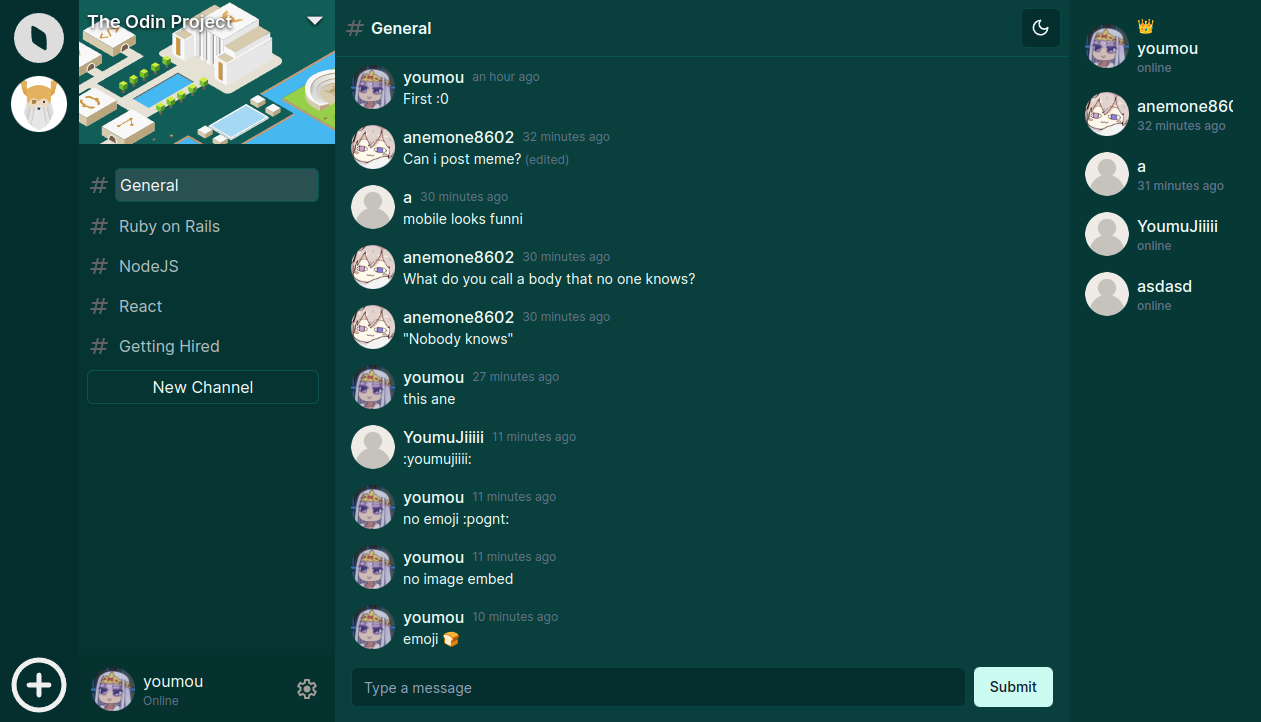 The Odin Project
# General
# Ruby on Rails
# NodeJS
# React
# Getting Hired
New Channel
youmou
Online
# General
youmou an hour ago
First :0
anemone8602 32 minutes ago
Can i post meme? (edited)
a 30 minutes ago
mobile looks funni
anemone8602 30 minutes ago
What do you call a body that no one knows?
anemone8602 30 minutes ago
"Nobody knows"
youmou 27 minutes ago
this ane
YoumuJiiiii 11 minutes ago
:youmujiiii:
youmou 11 minutes ago
no emoji :pognt:
youmou 11 minutes ago
no image embed
youmou 10 minutes ago
emoji 🍞
Type a message
Submit
👑
youmou
online
anemone860
32 minutes ago
a
31 minutes ago
YoumuJiiiii
online
asdasd
online